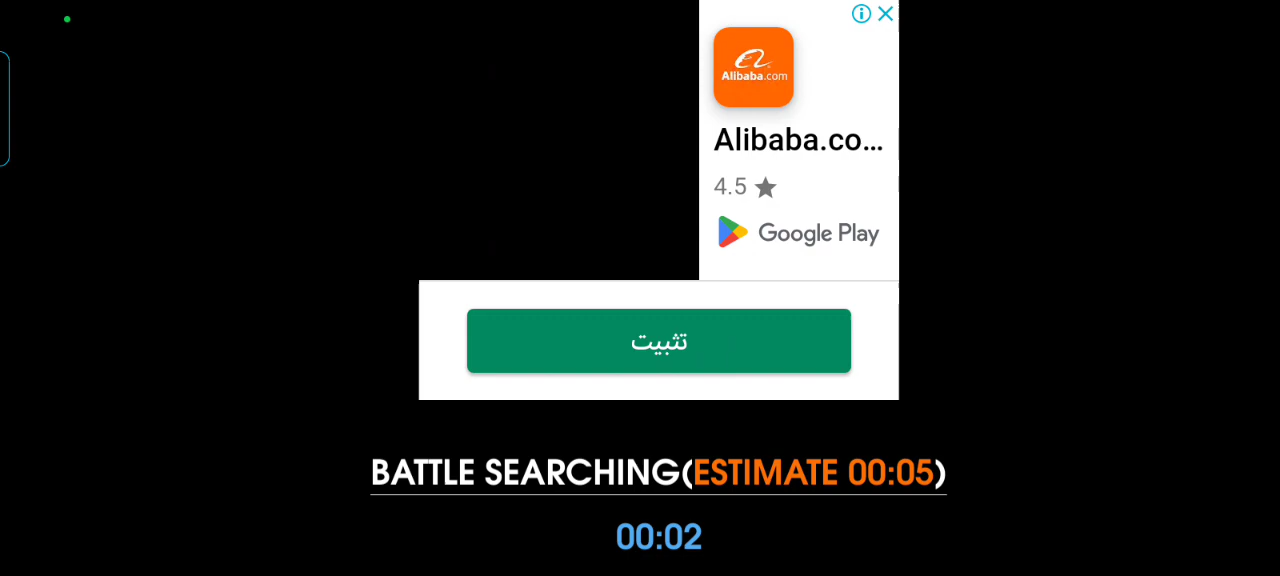 Alibaba.com
Alibaba.co...
4.5
Google Play
تثبيت
BATTLE SEARCHING(ESTIMATE 00:05)
00:02